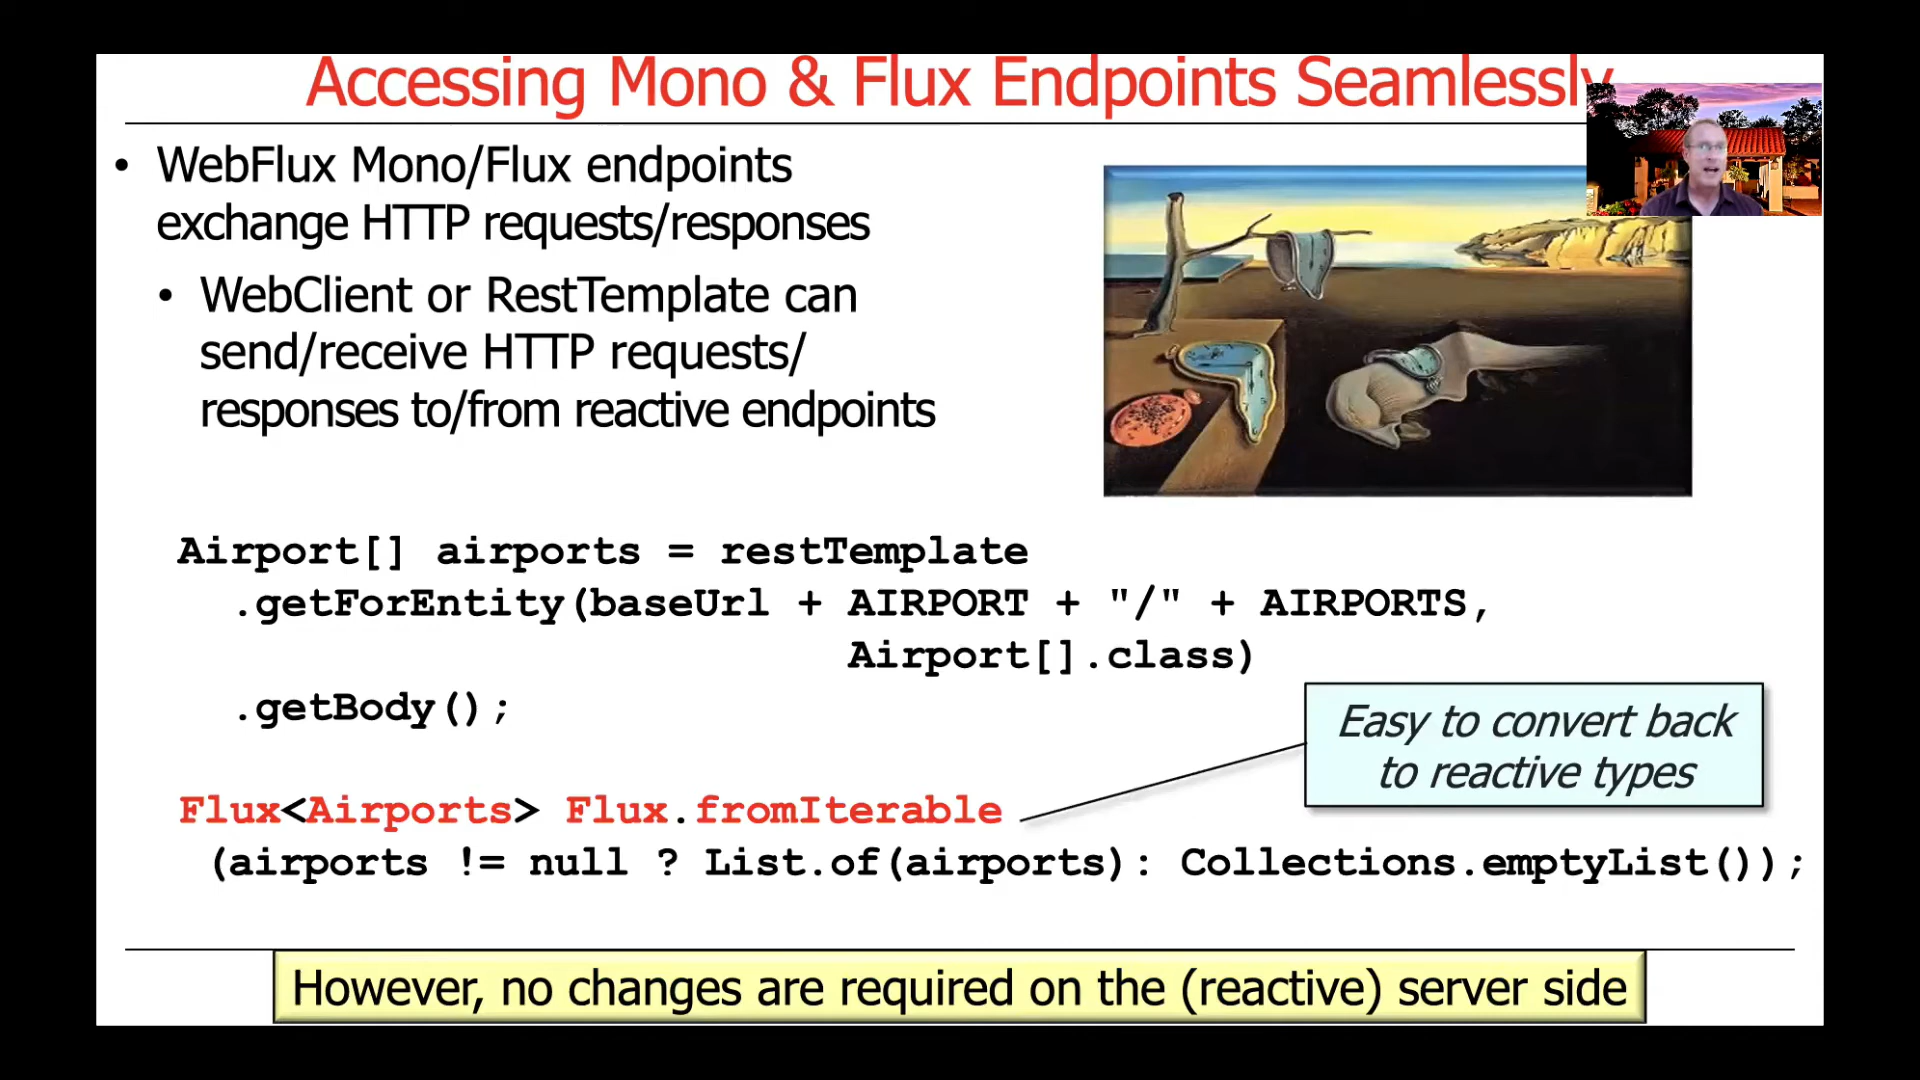 Accessing Mono & Flux Endpoints Seamlessly
• WebFlux Mono/Flux endpoints
exchange HTTP requests/responses
• WebClient or RestTemplate can
send/receive HTTP requests/
responses to/from reactive endpoints
Airport[] airports = restTemplate
.getForEntity(baseUrl + AIRPORT + "/" + AIRPORTS,
Airport[].class)
.getBody();
Easy to convert back
to reactive types
Flux<Airports> Flux.fromIterable
(airports != null ? List.of(airports): Collections.emptyList());
However, no changes are required on the (reactive) server side